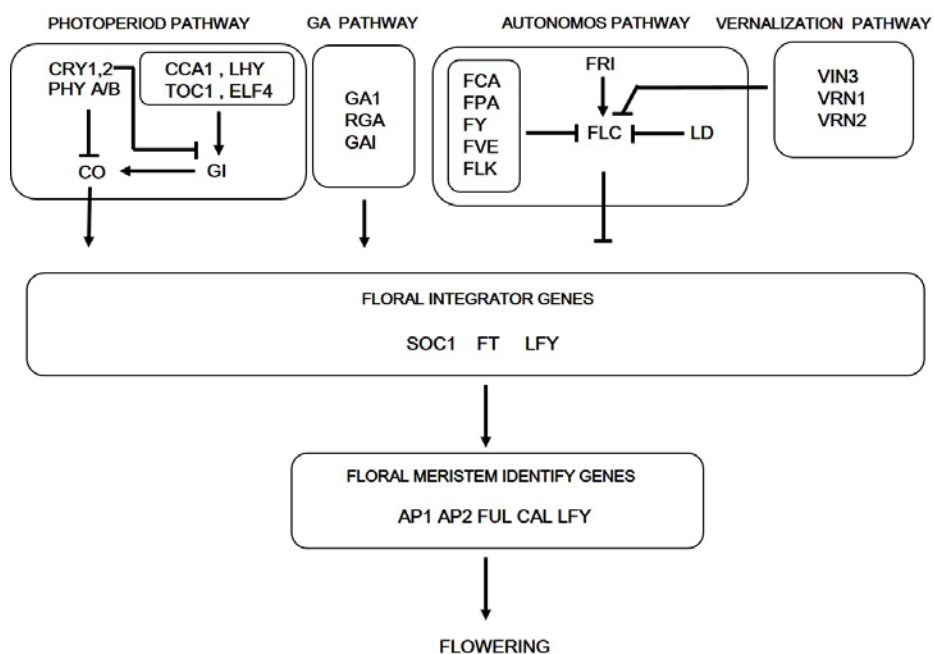 PHOTOPERIOD PATHWAY
GA PATHWAY
AUTONOMOS PATHWAY
VERNALIZATION PATHWAY
CRY1,2
PHY A/B
CCA1 , LHY
TOC1 , ELF4
CO
GI
GA1
RGA
GAI
FCA
FPA
FY
FVE
FLK
FRI
FLC
LD
VIN3
VRN1
VRN2
FLORAL INTEGRATOR GENES
SOC1 FT LFY
FLORAL MERISTEM IDENTIFY GENES
AP1 AP2 FUL CAL LFY
FLOWERING